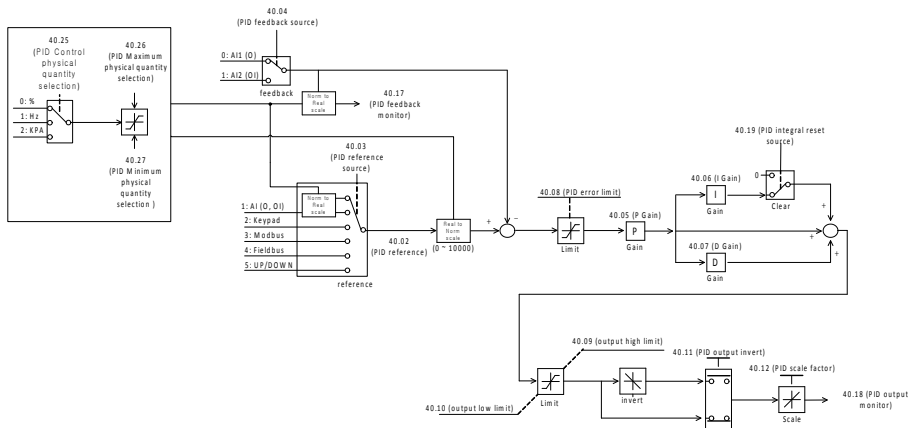 40.04
(PID feedback source)
40.25
(PID Control
physical
quantity
selection)
40.26
(PID Maximum
physical quantity
selection)
0: %
1: Hz
2: KPA
40.27
(PID Minimum
physical
quantity
selection )
0: AI1 (O)
1: AI2 (OI)
feedback
Norm to
Real
scale
40.17
(PID feedback
monitor)
40.03
(PID reference
source)
1: AI (O, OI)
2: Keypad
3: Modbus
4: Fieldbus
5: UP/DOWN
Norm to
Real
scale
reference
40.02
(PID reference)
Real to
Norm
scale
(0 ~ 10000)
+
−
40.08 (PID error limit)
Limit
40.05 (P Gain)
P
Gain
40.06 (I Gain)
I
Gain
40.19 (PID integral reset
source)
0
Clear
40.07 (D Gain)
D
Gain
+
+
+
40.09 (output high limit)
40.10 (output low limit)
Limit
invert
40.11 (PID output invert)
40.12 (PID scale factor)
Scale
40.18 (PID output
monitor)